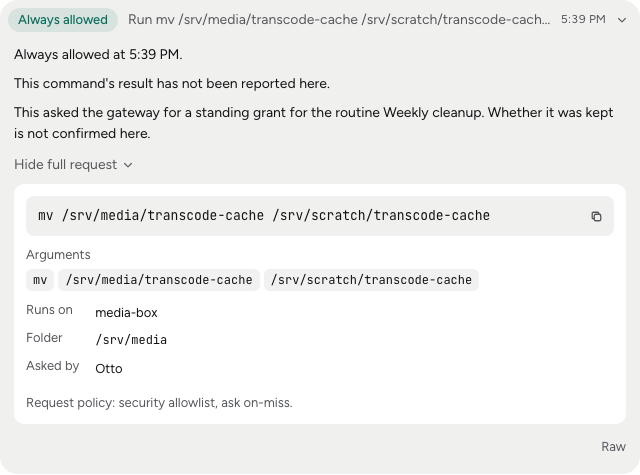 Always allowed Run mv /srv/media/transcode-cache /srv/scratch/transcode-cach... 5:39 PM
Always allowed at 5:39 PM.
This command's result has not been reported here.
This asked the gateway for a standing grant for the routine Weekly cleanup. Whether it was kept
is not confirmed here.
Hide full request
mv /srv/media/transcode-cache /srv/scratch/transcode-cache
Arguments
mv /srv/media/transcode-cache /srv/scratch/transcode-cache
Runs on media-box
Folder /srv/media
Asked by Otto
Request policy: security allowlist, ask on-miss.
Raw